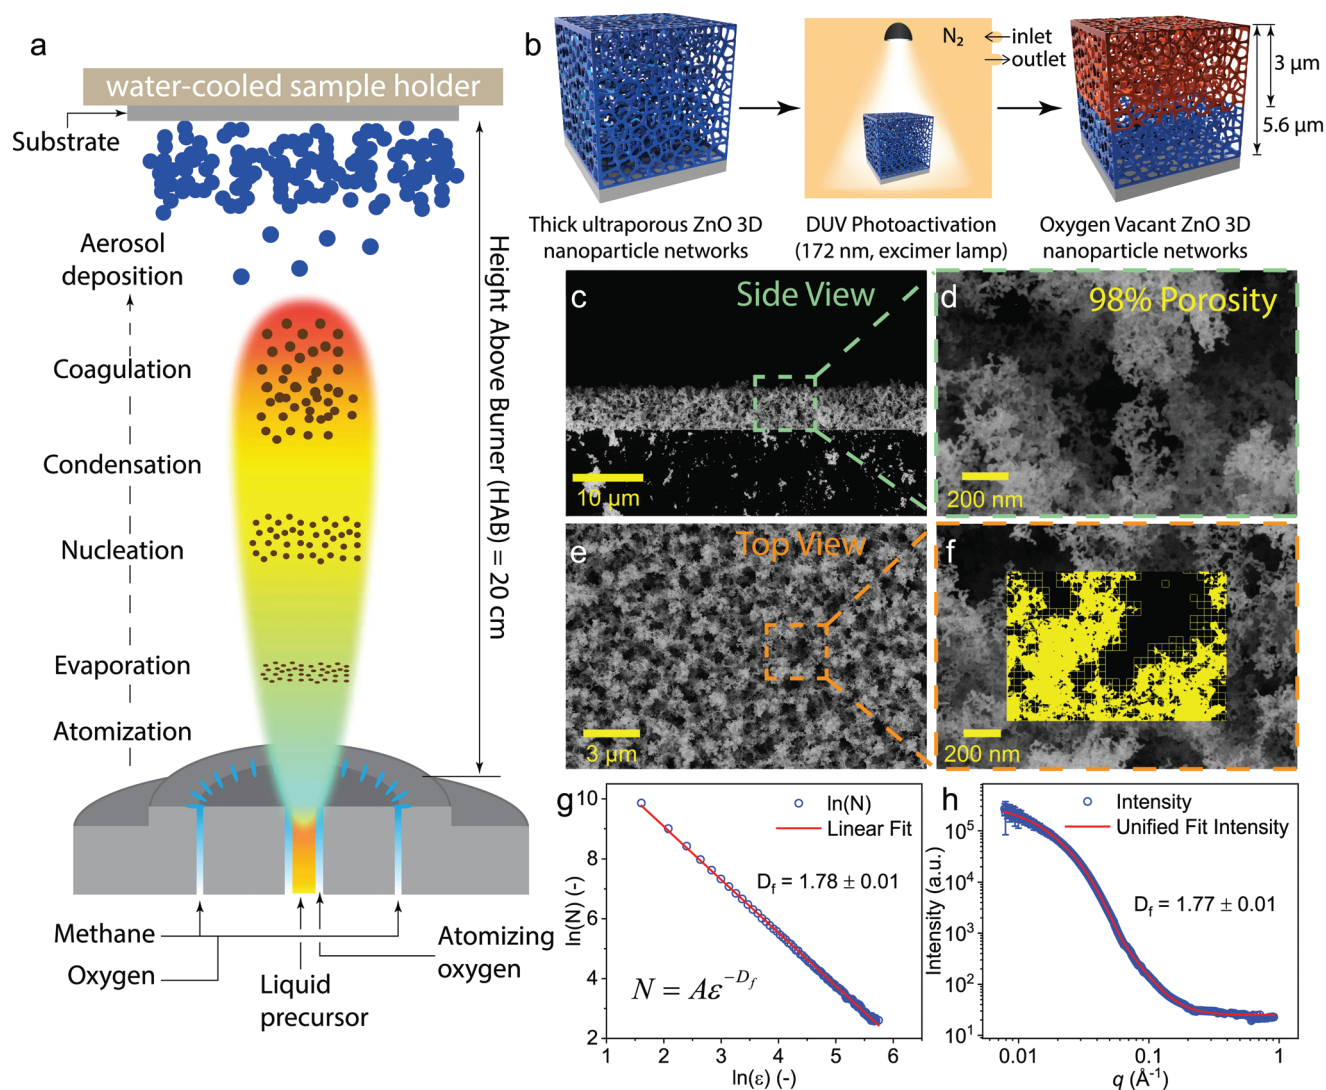 a
water-cooled sample holder
Substrate
Aerosol
deposition
Coagulation
Condensation
Nucleation
Evaporation
Atomization
Height Above Burner (HAB) = 20 cm
Methane
Oxygen
Liquid
precursor
Atomizing
oxygen
b
N₂
inlet
outlet
3 μm
5.6 μm
Thick ultraporous ZnO 3D
nanoparticle networks
DUV Photoactivation
(172 nm, excimer lamp)
Oxygen Vacant ZnO 3D
nanoparticle networks
c
Side View
10 μm
d
98% Porosity
200 nm
e
Top View
3 μm
f
200 nm
g
ln(N)
Linear Fit
D_f = 1.78 ± 0.01
N = Aε^{-D_f}
ln(N) (-)
10
8
6
4
2
1
2
3
4
5
6
ln(ε) (-)
h
Intensity
Unified Fit Intensity
D_f = 1.77 ± 0.01
Intensity (a.u.)
10⁵
10⁴
10³
10²
10¹
0.01
0.1
1
q (Å⁻¹)